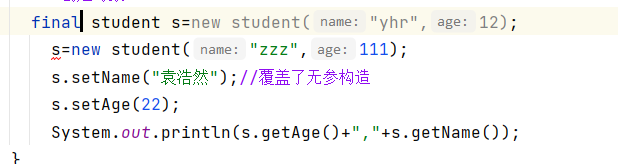 final student s=new student( name: "yhr", age: 12);
s=new student( name: "zzz", age: 111);
s.setName("袁浩然");//覆盖了无参构造
s.setAge(22);
System.out.println(s.getAge()+","+s.getName());
}